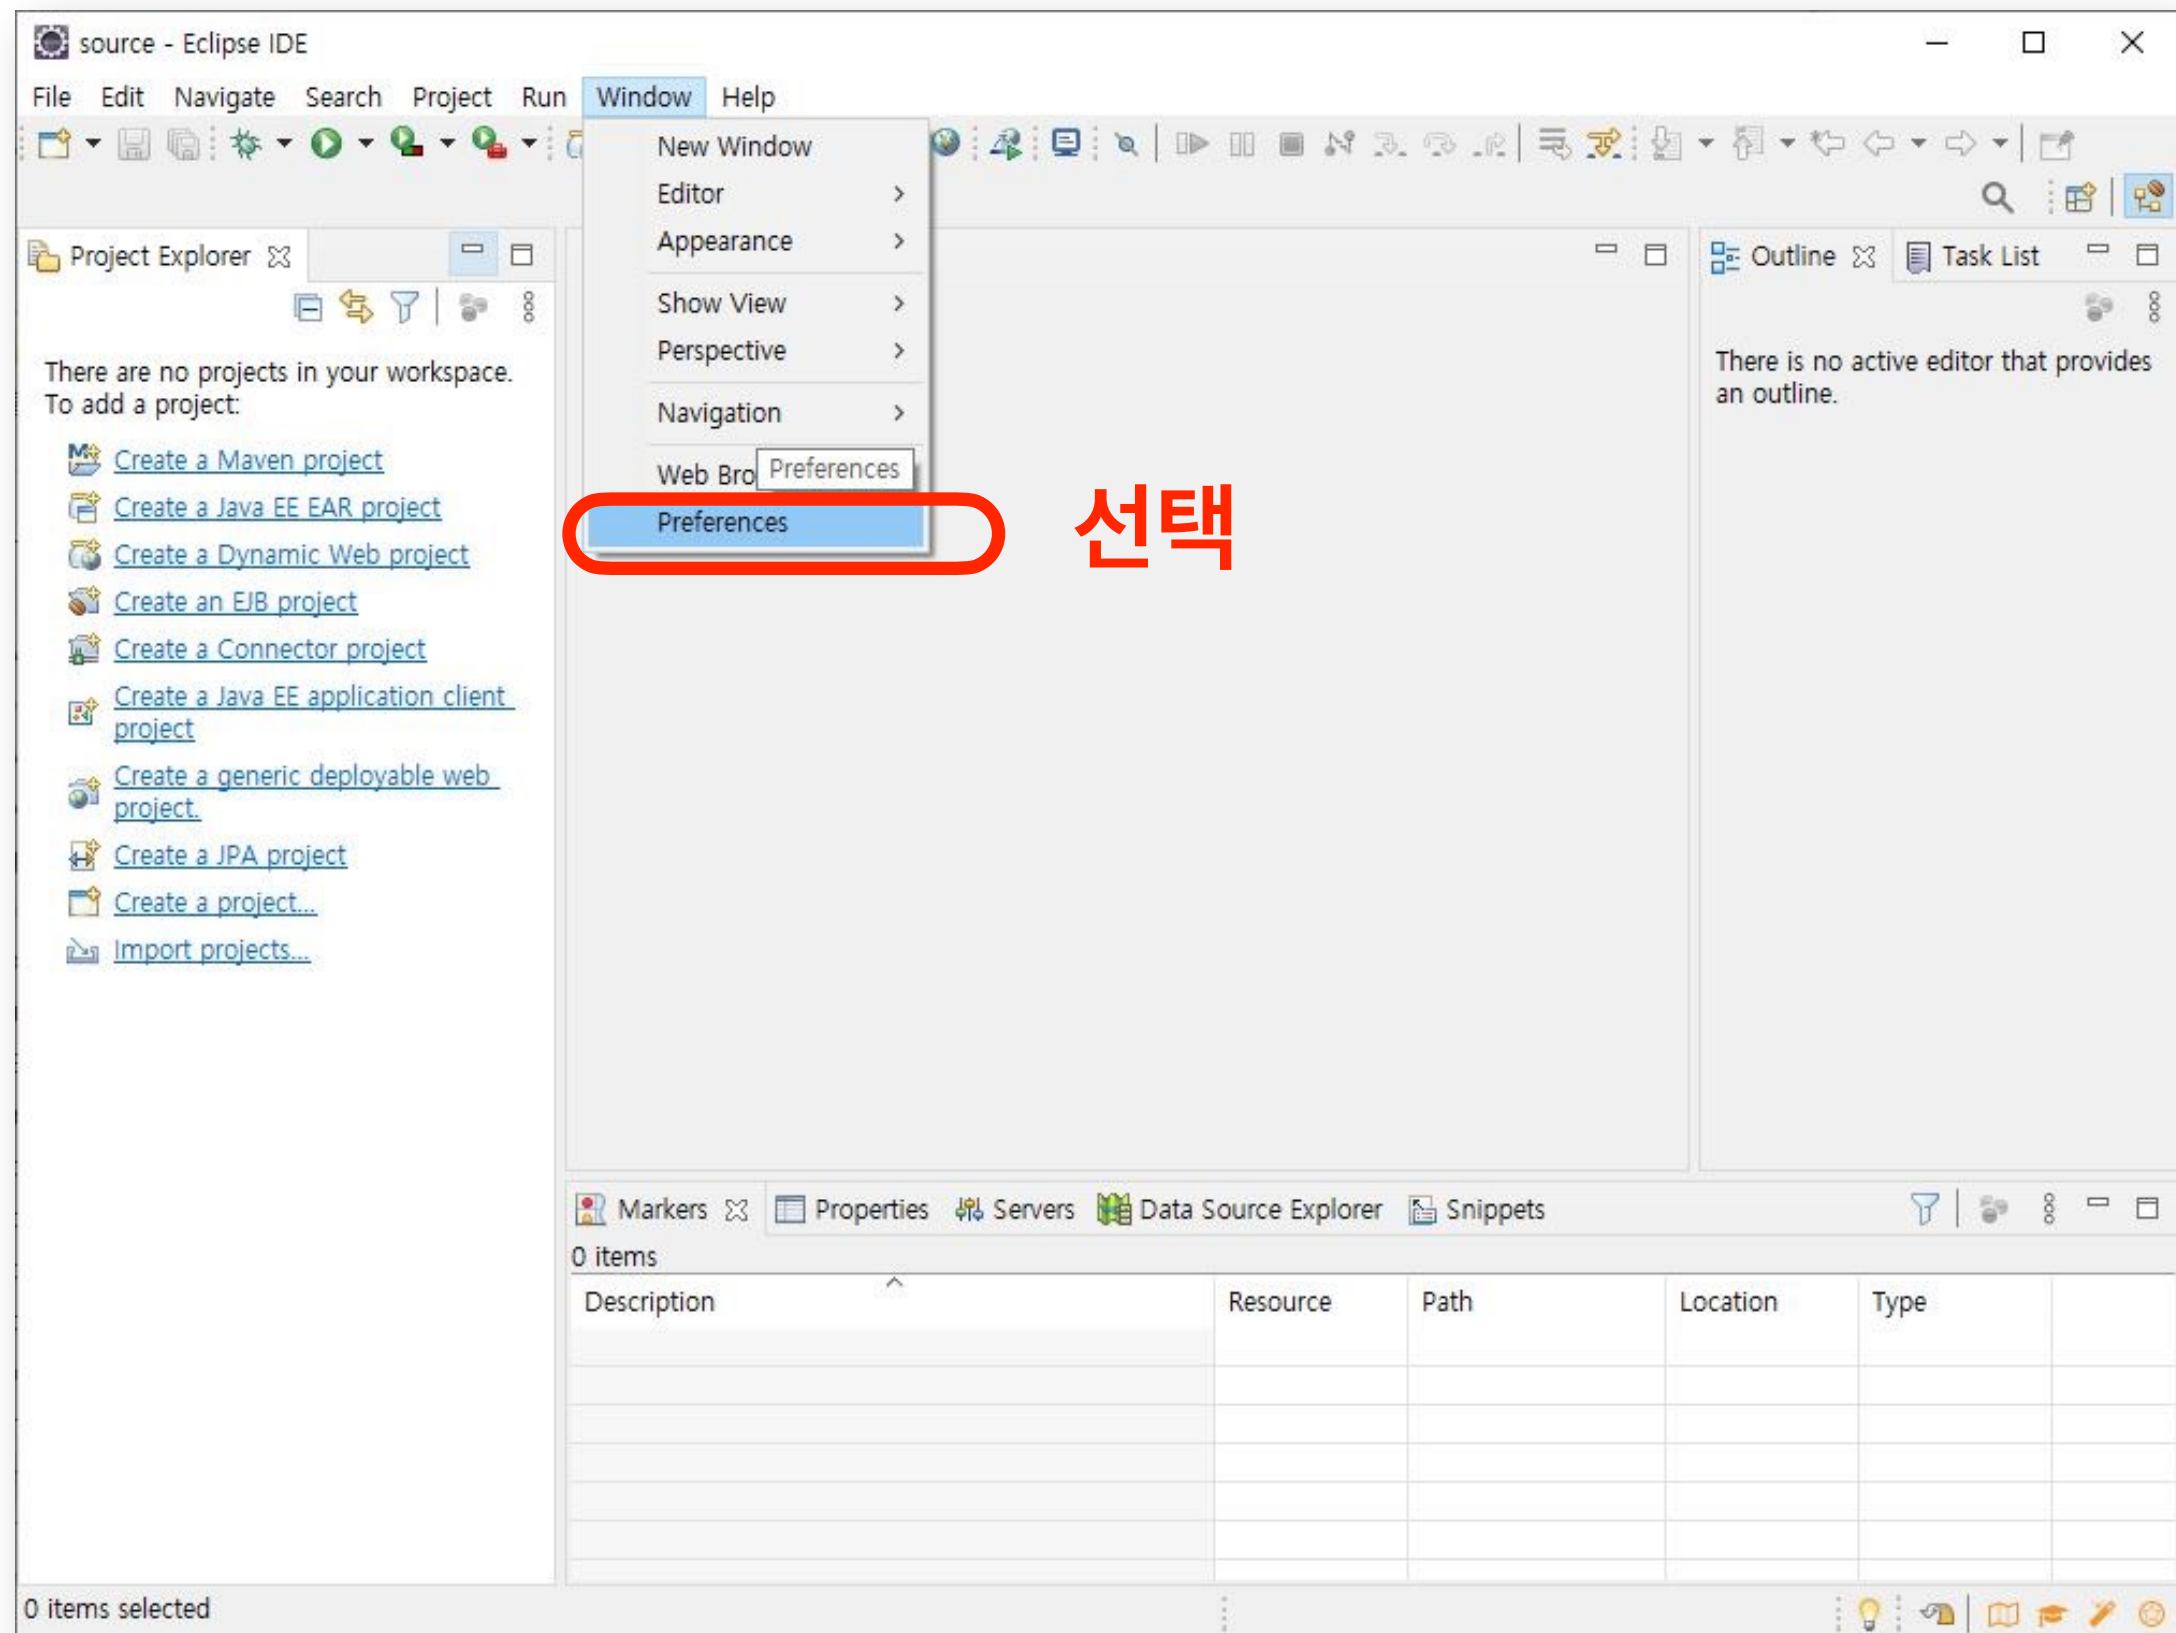 source - Eclipse IDE
File Edit Navigate Search Project Run Window Help
New Window
Editor
Appearance
Show View
Perspective
Navigation
Web Bro
Preferences
Preferences
선택
Project Explorer
There are no projects in your workspace.
To add a project:
Create a Maven project
Create a Java EE EAR project
Create a Dynamic Web project
Create an EJB project
Create a Connector project
Create a Java EE application client
project
Create a generic deployable web
project.
Create a JPA project
Create a project...
Import projects...
Outline Task List
There is no active editor that provides
an outline.
Markers Properties Servers Data Source Explorer Snippets
0 items
Description Resource Path Location Type
0 items selected